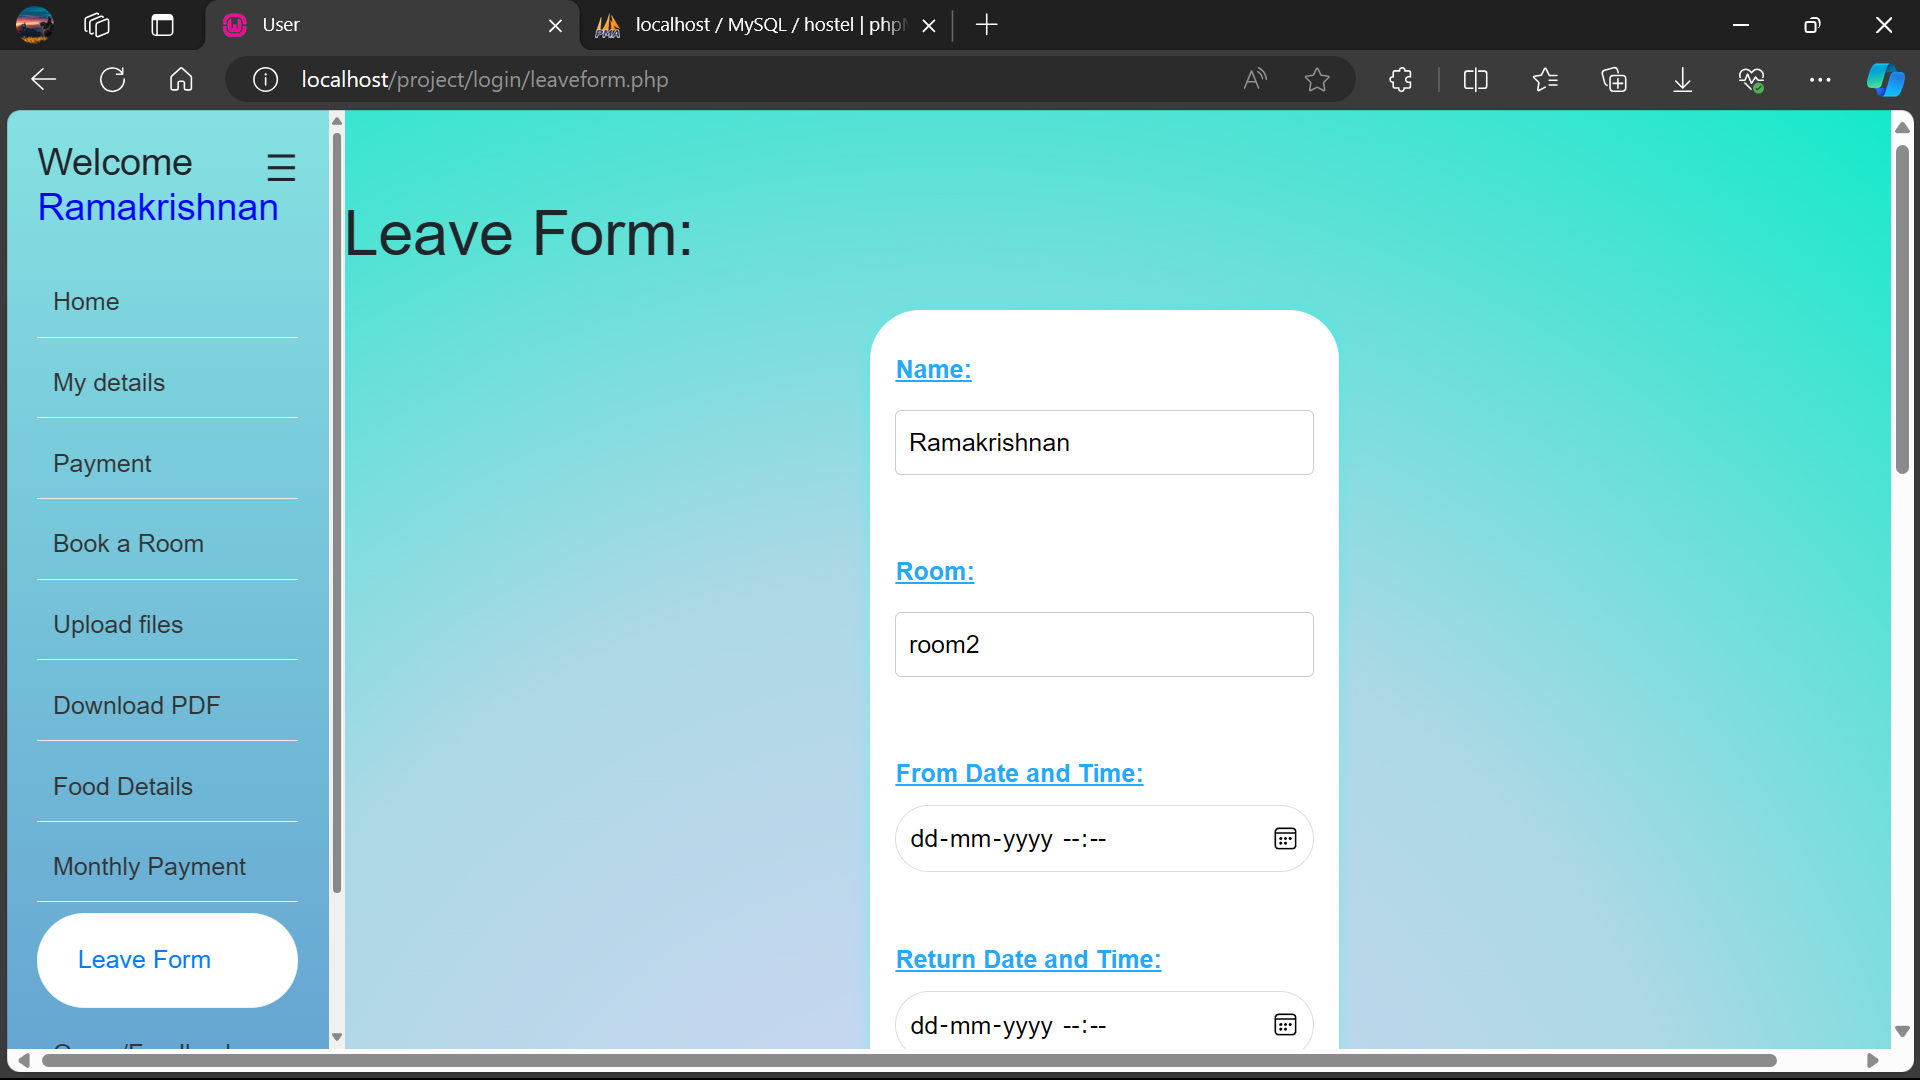 User
localhost / MySQL / hostel | php
localhost/project/login/leaveform.php
Welcome
Ramakrishnan
Home
My details
Payment
Book a Room
Upload files
Download PDF
Food Details
Monthly Payment
Leave Form
Leave Form:
Name:
Ramakrishnan
Room:
room2
From Date and Time:
dd-mm-yyyy --:--
Return Date and Time:
dd-mm-yyyy --:--